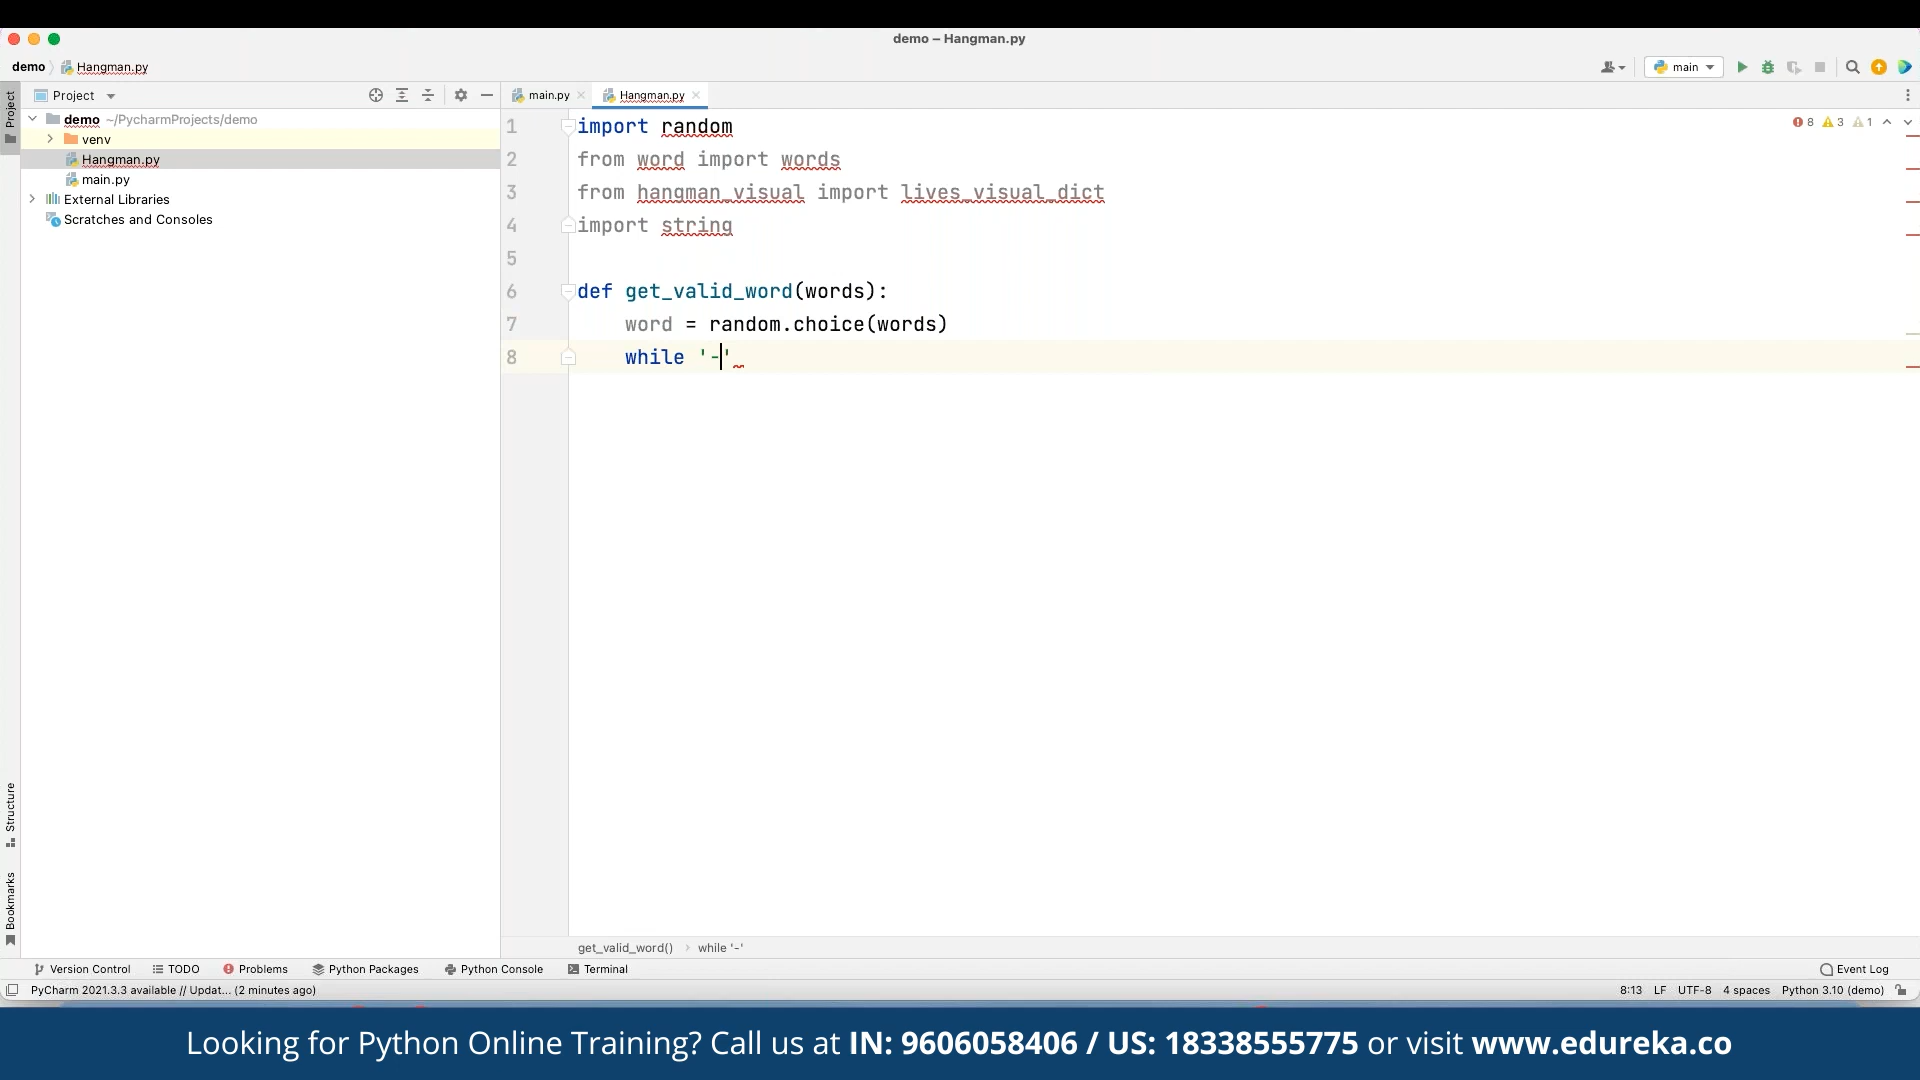 demo – Hangman.py
demo Hangman.py
main
Project
Project
main.py
Hangman.py
demo ~/PycharmProjects/demo
venv
Hangman.py
main.py
External Libraries
Scratches and Consoles
8 3 1
1 import random
2 from word import words
3 from hangman_visual import lives_visual_dict
4 import string
5
6 def get_valid_word(words):
7 word = random.choice(words)
8 while '-'
Structure
Bookmarks
get_valid_word() › while '-'
Version Control TODO Problems Python Packages Python Console Terminal Event Log
PyCharm 2021.3.3 available // Updat... (2 minutes ago) 8:13 LF UTF-8 4 spaces Python 3.10 (demo)
Looking for Python Online Training? Call us at IN: 9606058406 / US: 18338555775 or visit www.edureka.co